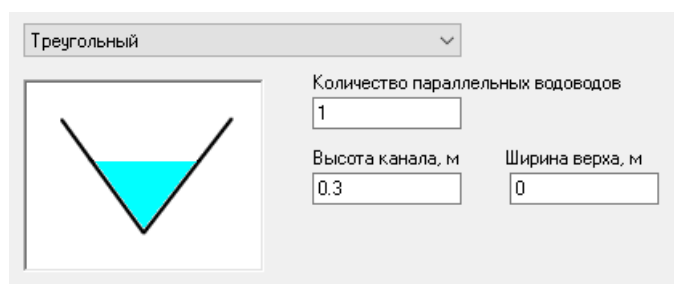 Треугольный
Количество параллельных водоводов
1
Высота канала, м
Ширина верха, м
0.3
0